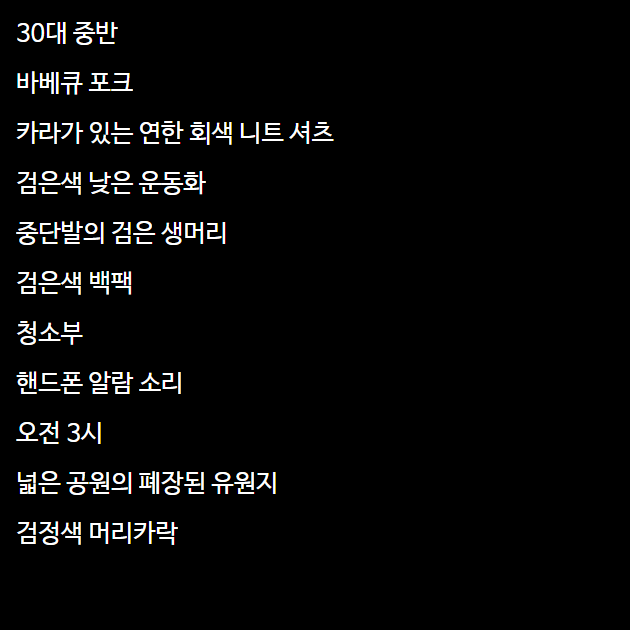 30대 중반
바베큐 포크
카라가 있는 연한 회색 니트 셔츠
검은색 낮은 운동화
중단발의 검은 생머리
검은색 백팩
청소부
핸드폰 알람 소리
오전 3시
넓은 공원의 폐장된 유원지
검정색 머리카락